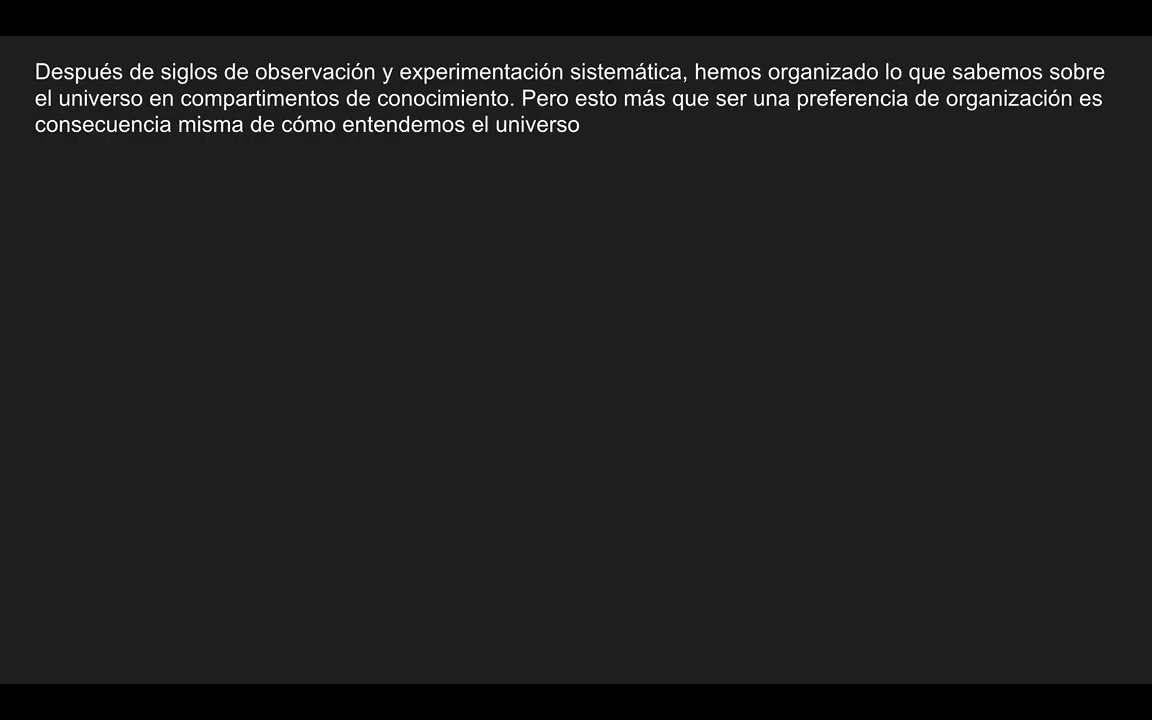 Después de siglos de observación y experimentación sistemática, hemos organizado lo que sabemos sobre
el universo en compartimentos de conocimiento. Pero esto más que ser una preferencia de organización es
consecuencia misma de cómo entendemos el universo